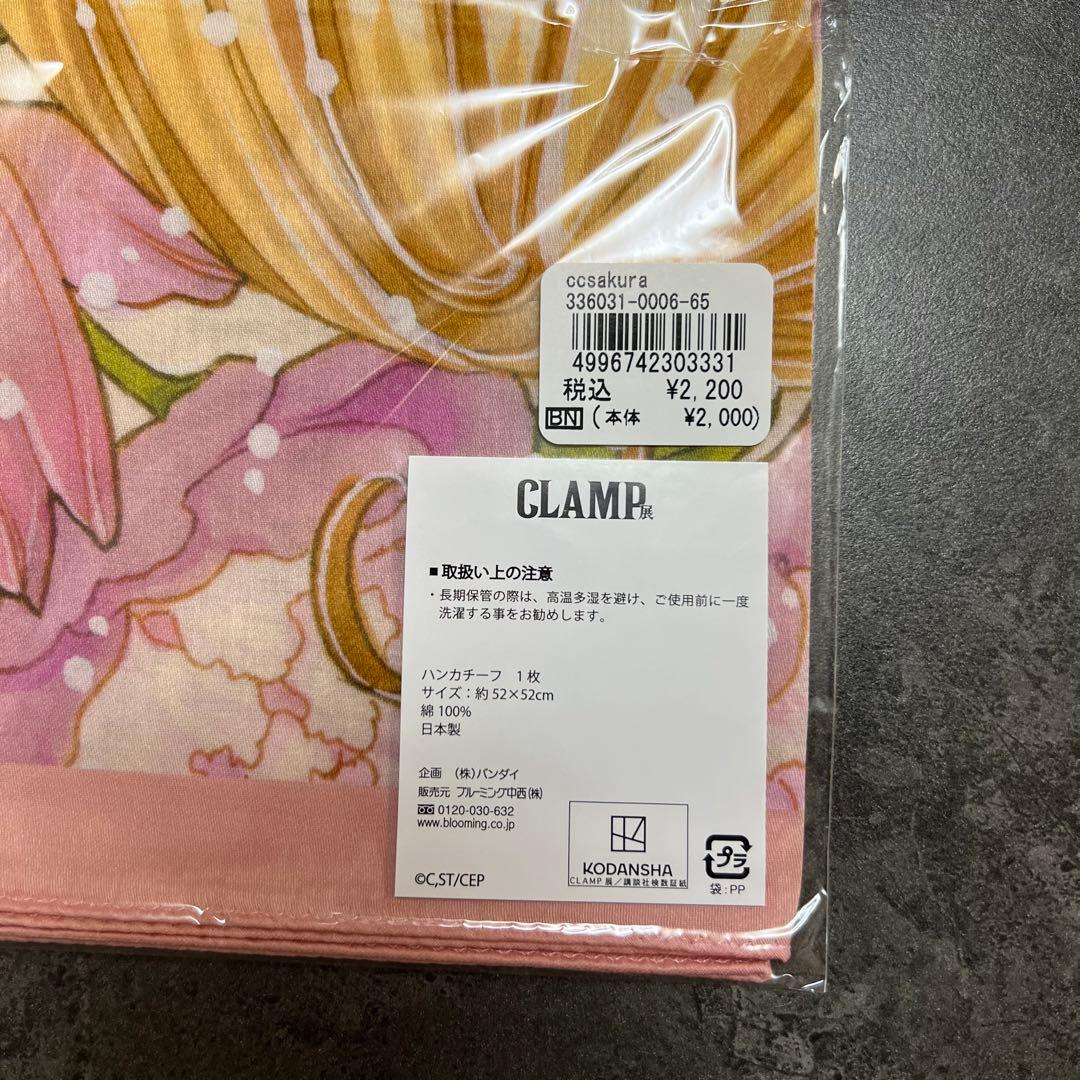 ccsakura
336031-0006-65
4996742303331
税込 ¥2,200
BN (本体 ¥2,000)
CLAMP展
■取扱い上の注意
・長期保管の際は、高温多湿を避け、ご使用前に一度
洗濯する事をお勧めします。
ハンカチーフ 1枚
サイズ：約52×52cm
綿100%
日本製
企画 （株）バンダイ
販売元 ブルーミング中西(株)
0120-030-632
www.blooming.co.jp
©C,ST/CEP
KODANSHA
CLAMP展／講談社検数証紙
プラ
袋:PP